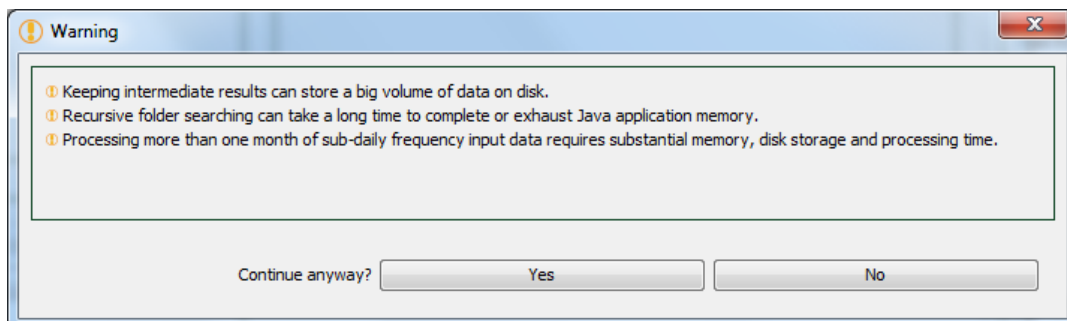 Warning
Keeping intermediate results can store a big volume of data on disk.
Recursive folder searching can take a long time to complete or exhaust Java application memory.
Processing more than one month of sub-daily frequency input data requires substantial memory, disk storage and processing time.
Continue anyway? Yes No